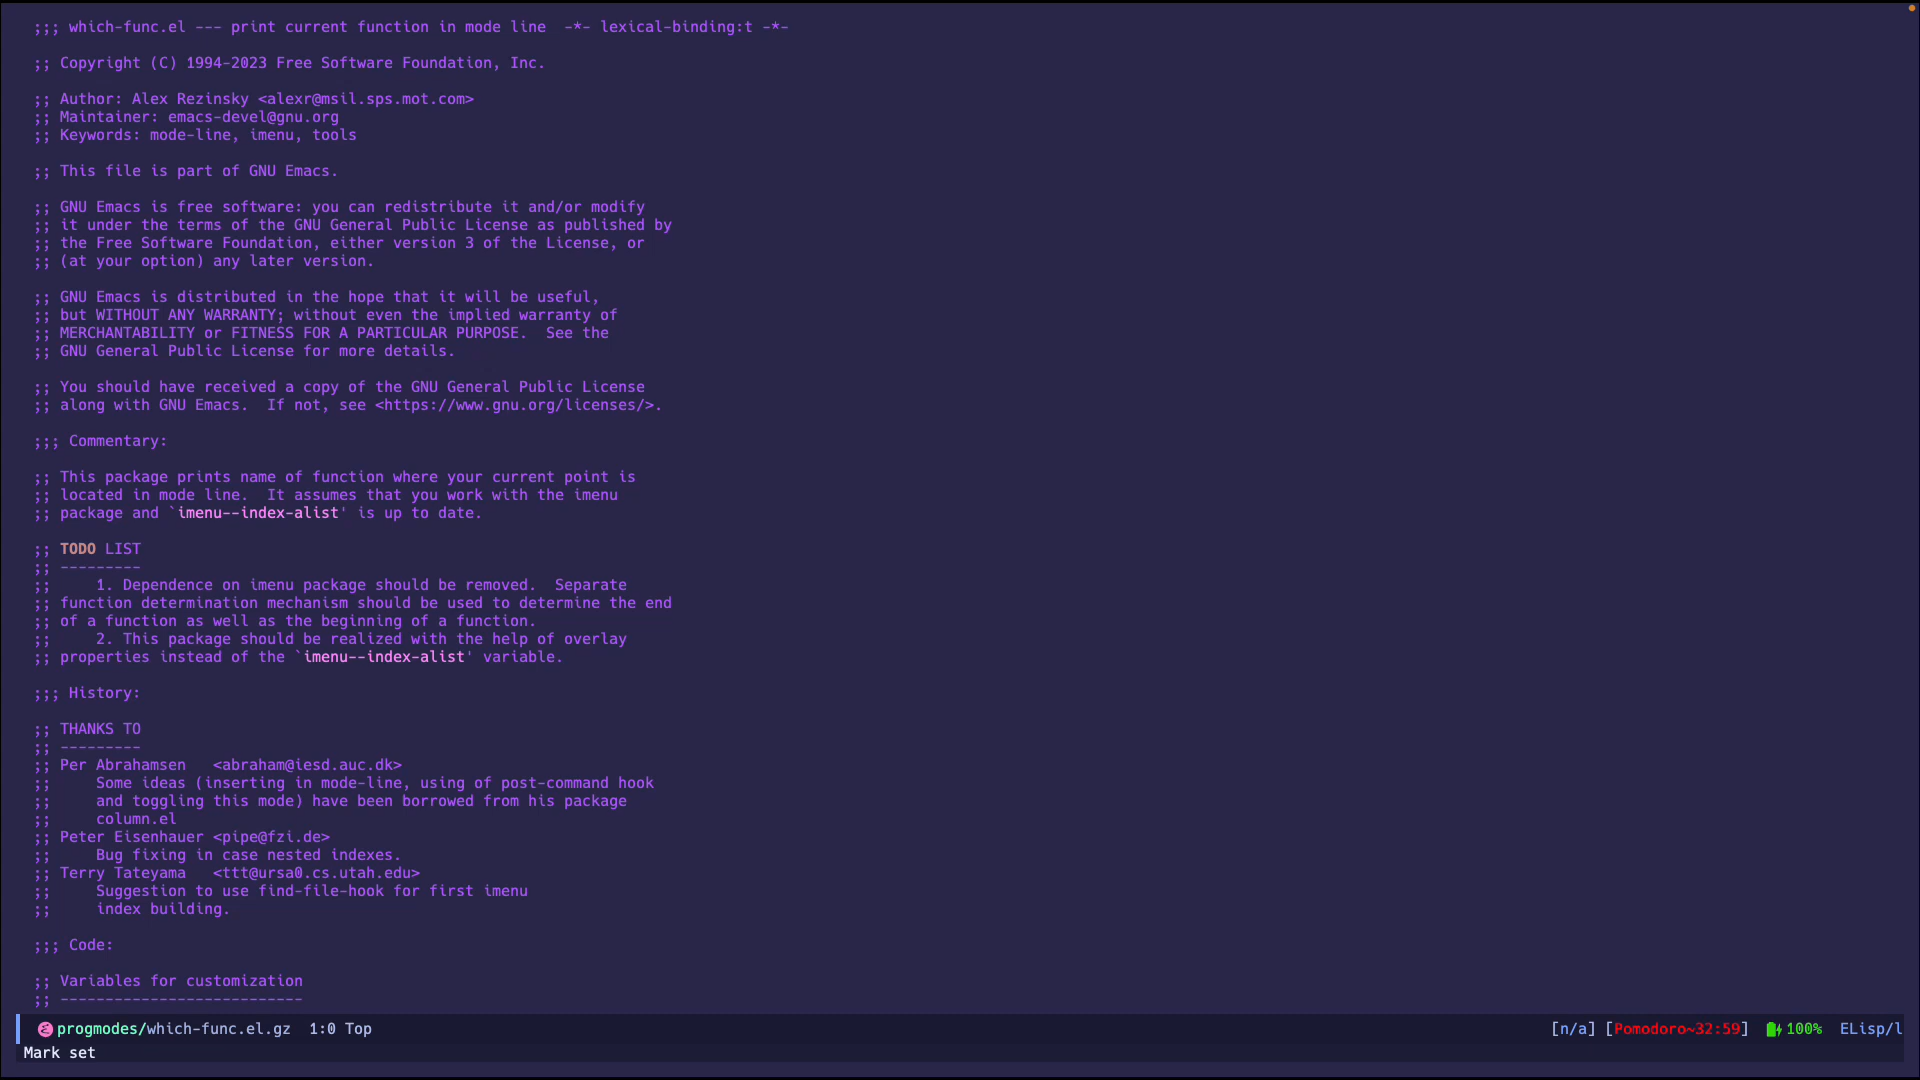 ;;; which-func.el --- print current function in mode line  -*- lexical-binding:t -*-
;; Copyright (C) 1994-2023 Free Software Foundation, Inc.
;; Author: Alex Rezinsky <alexr@msil.sps.mot.com>
;; Maintainer: emacs-devel@gnu.org
;; Keywords: mode-line, imenu, tools
;; This file is part of GNU Emacs.
;; GNU Emacs is free software: you can redistribute it and/or modify
;; it under the terms of the GNU General Public License as published by
;; the Free Software Foundation, either version 3 of the License, or
;; (at your option) any later version.
;; GNU Emacs is distributed in the hope that it will be useful,
;; but WITHOUT ANY WARRANTY; without even the implied warranty of
;; MERCHANTABILITY or FITNESS FOR A PARTICULAR PURPOSE.  See the
;; GNU General Public License for more details.
;; You should have received a copy of the GNU General Public License
;; along with GNU Emacs.  If not, see <https://www.gnu.org/licenses/>.
;;; Commentary:
;; This package prints name of function where your current point is
;; located in mode line.  It assumes that you work with the imenu
;; package and `imenu--index-alist' is up to date.
;; TODO LIST
;; ---------
;;     1. Dependence on imenu package should be removed.  Separate
;; function determination mechanism should be used to determine the end
;; of a function as well as the beginning of a function.
;;     2. This package should be realized with the help of overlay
;; properties instead of the `imenu--index-alist' variable.
;;; History:
;; THANKS TO
;; ---------
;; Per Abrahamsen   <abraham@iesd.auc.dk>
;;     Some ideas (inserting in mode-line, using of post-command hook
;;     and toggling this mode) have been borrowed from his package
;;     column.el
;; Peter Eisenhauer <pipe@fzi.de>
;;     Bug fixing in case nested indexes.
;; Terry Tateyama   <ttt@ursa0.cs.utah.edu>
;;     Suggestion to use find-file-hook for first imenu
;;     index building.
;;; Code:
;; Variables for customization
;; ---------------------------
progmodes/which-func.el.gz  1:0 Top  [n/a] [Pomodoro~32:59]  100%  ELisp/l
Mark set